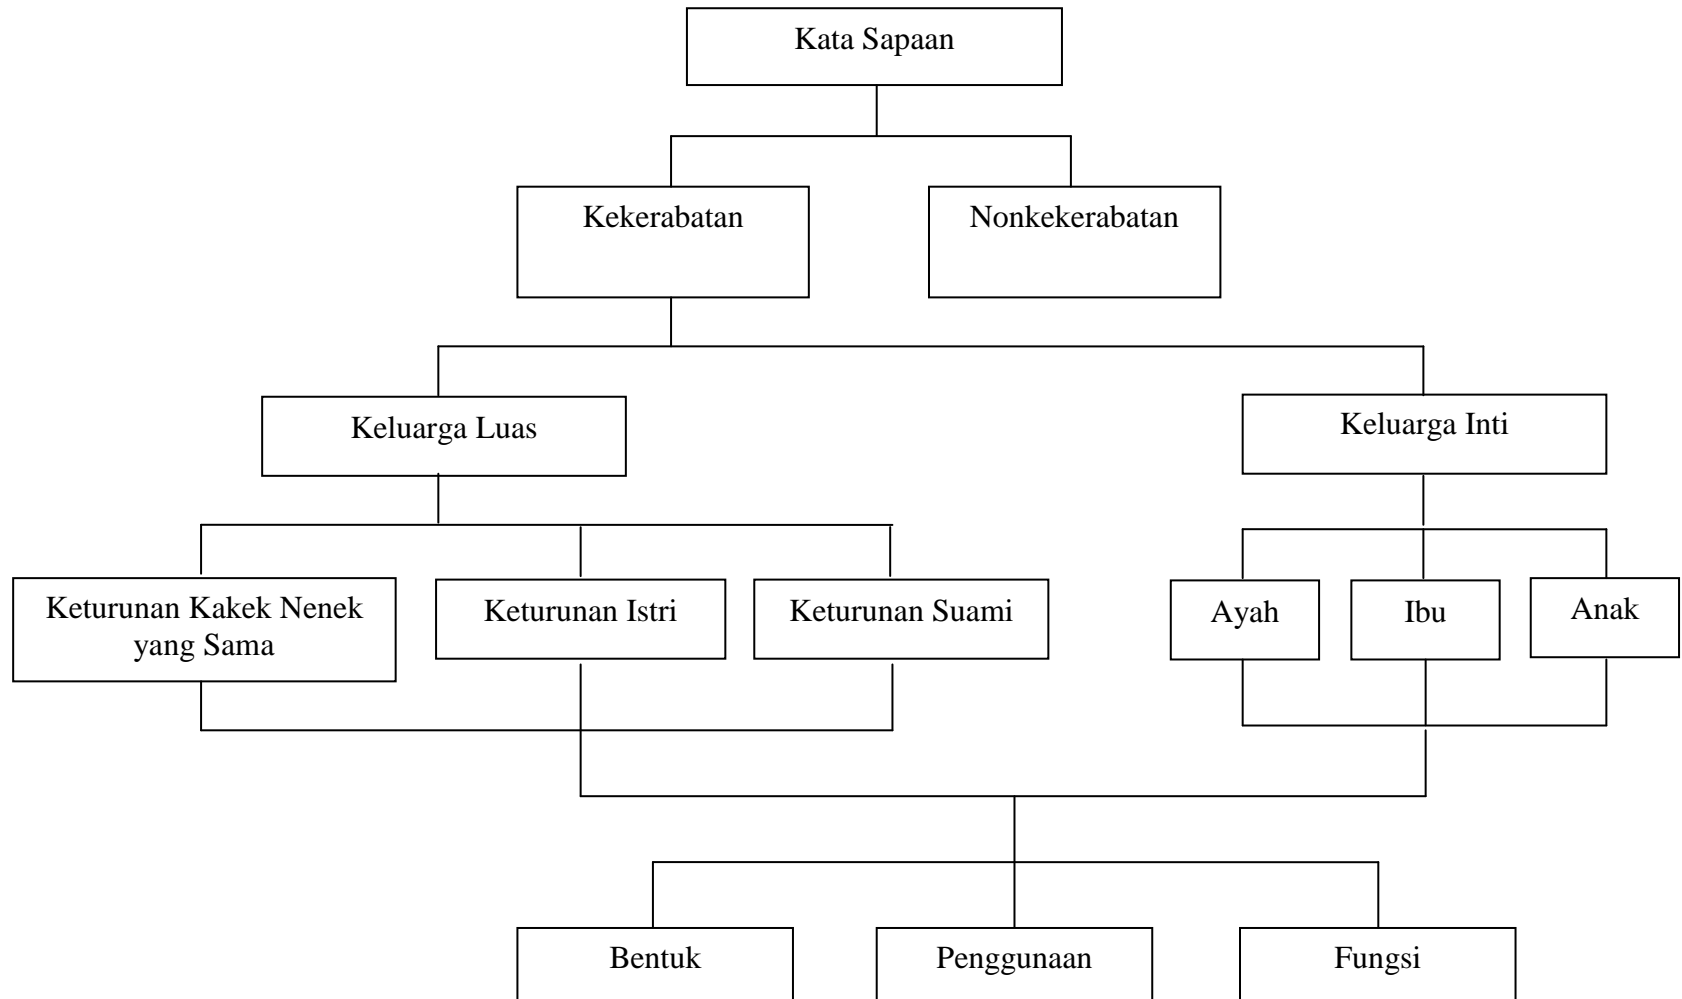 Kata Sapaan
Kekerabatan
Nonkekerabatan
Keluarga Luas
Keluarga Inti
Keturunan Kakek Nenek
yang Sama
Keturunan Istri
Keturunan Suami
Ayah
Ibu
Anak
Bentuk
Penggunaan
Fungsi